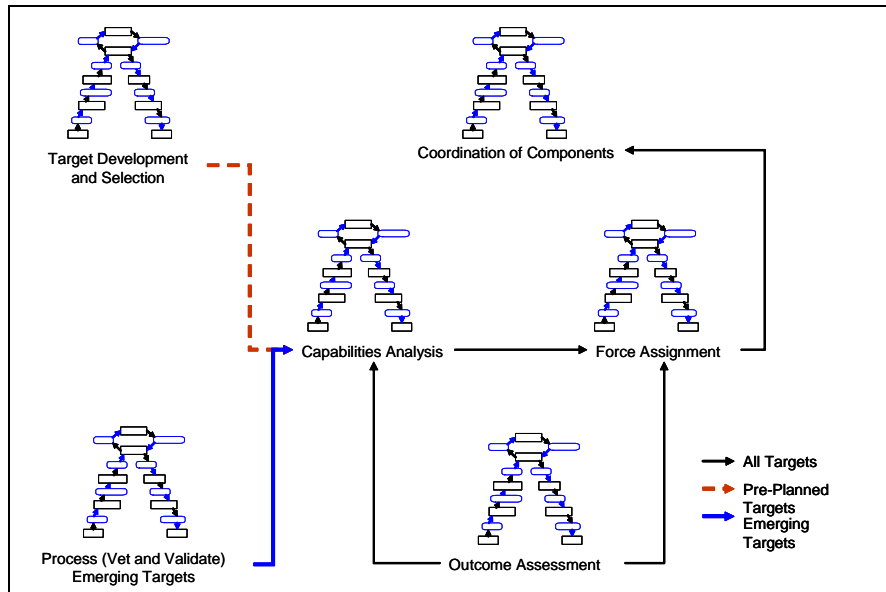 Target Development
and Selection
Coordination of Components
Capabilities Analysis
Force Assignment
Process (Vet and Validate)
Emerging Targets
Outcome Assessment
All Targets
Pre-Planned
Targets
Emerging
Targets